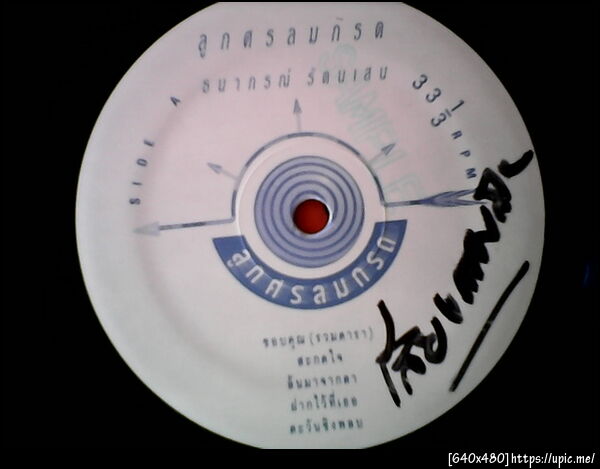 ลูกศรลมกรด
ธนากรณ์ รัตนเสน
SIDE A
33 1/3 RPM
SAMPLE
ลูกศรลมกรด
ขอบคุณ (รวมดารา)
สะกดใจ
ฉันมาจากตา
ฝากไว้ที่เธอ
ตะวันชิงพลบ
[640x480]https://upic.me/